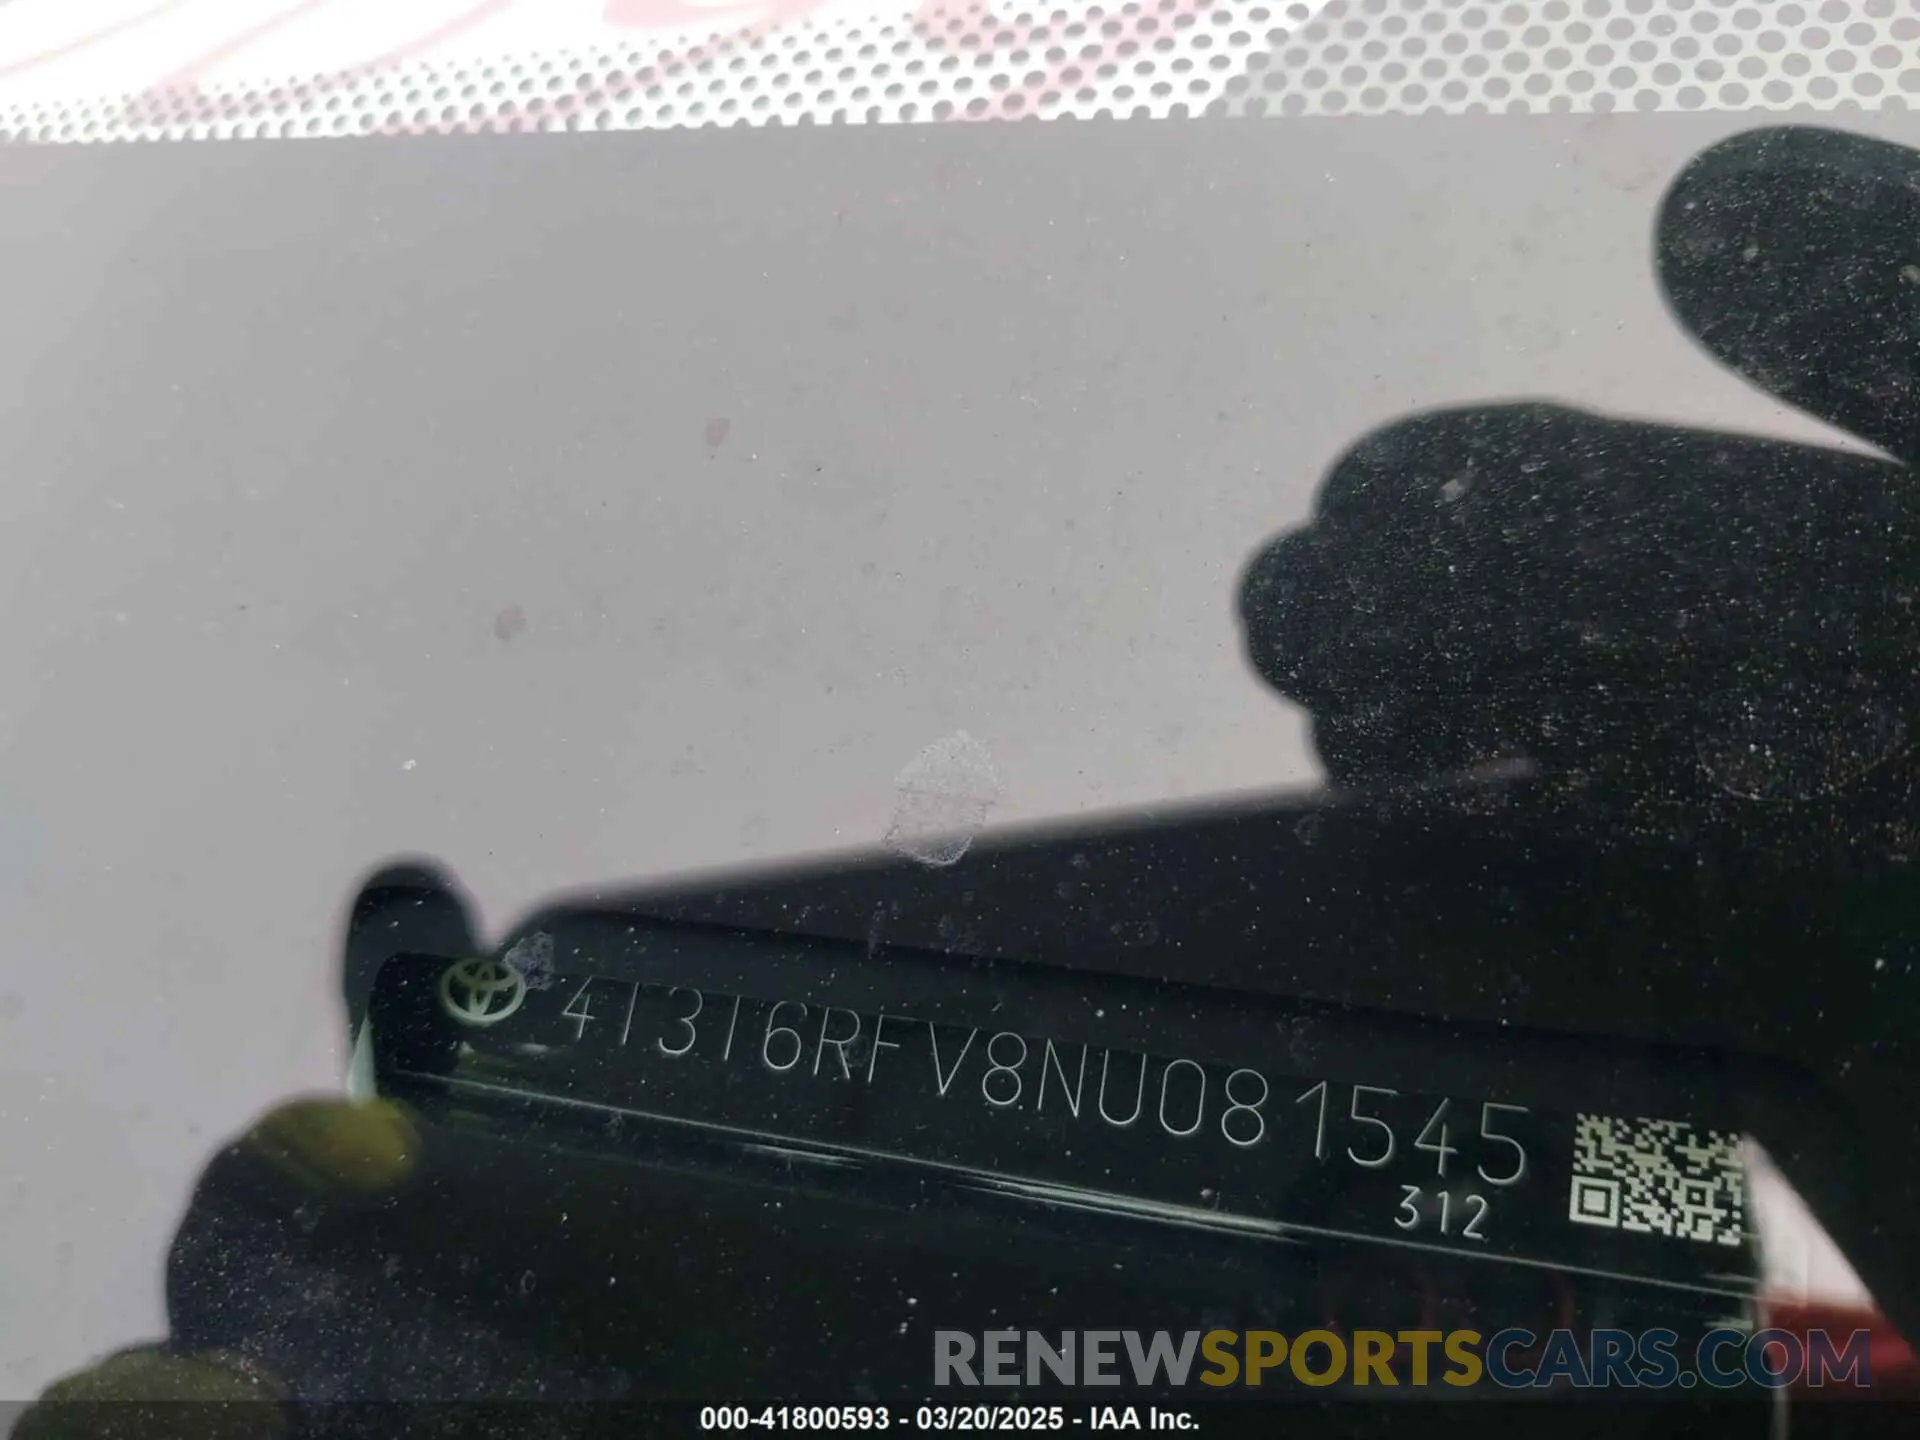 4T3T6RFV8NU081545
312
RENEWSPORTSCARS.COM
000-41800593 - 03/20/2025 - IAA Inc.